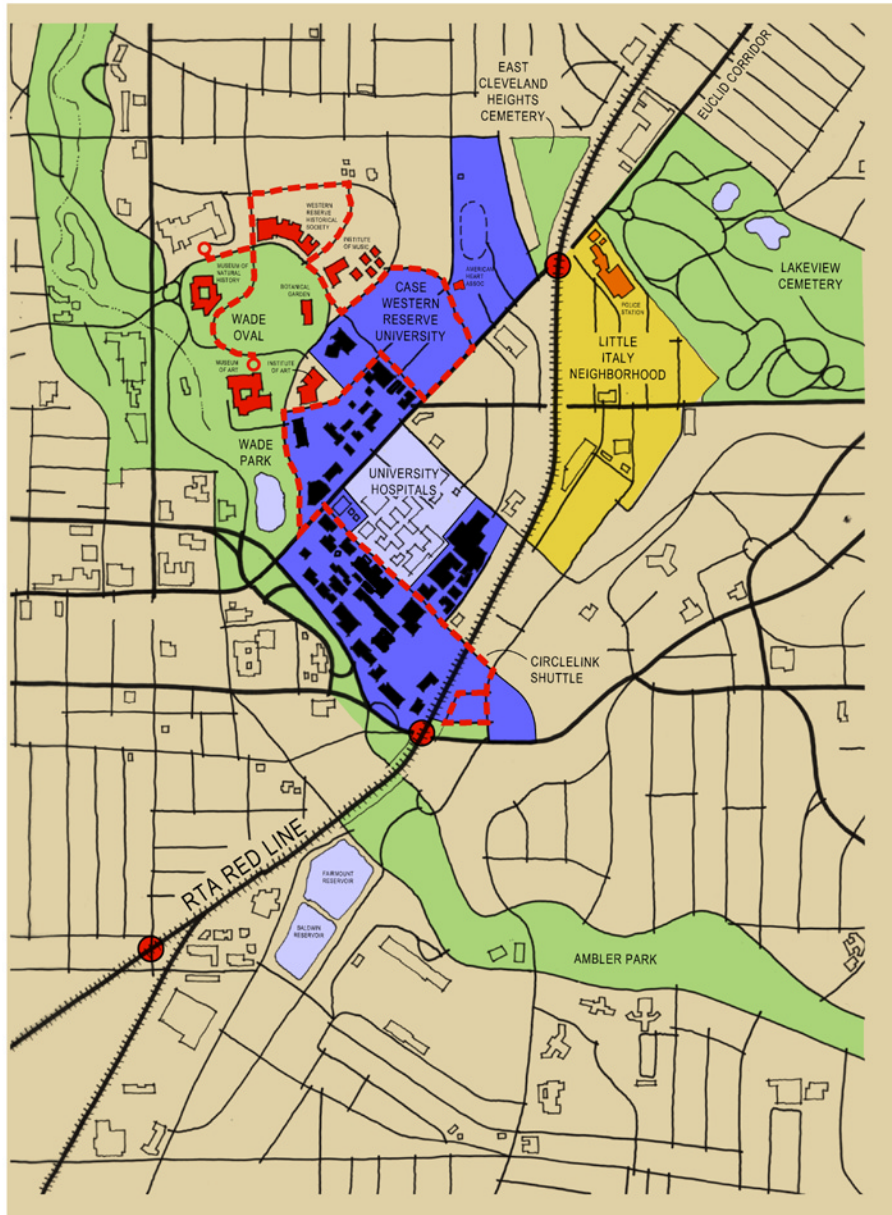 EAST
CLEVELAND
HEIGHTS
CEMETERY
EUCLID CORRIDOR
WESTERN
RESERVE
HISTORICAL
SOCIETY
INSTITUTE
OF MUSIC
MUSEUM OF
NATURAL
HISTORY
BOTANICAL
GARDEN
AMERICAN
HEART
ASSOC.
CASE
WESTERN
RESERVE
UNIVERSITY
LAKEVIEW
CEMETERY
POLICE
STATION
WADE
OVAL
LITTLE
ITALY
NEIGHBORHOOD
MUSEUM
OF ART
INSTITUTE
OF ART
WADE
PARK
UNIVERSITY
HOSPITALS
CIRCLELINK
SHUTTLE
RTA RED LINE
FAIRMOUNT
RESERVOIR
BALDWIN
RESERVOIR
AMBLER PARK